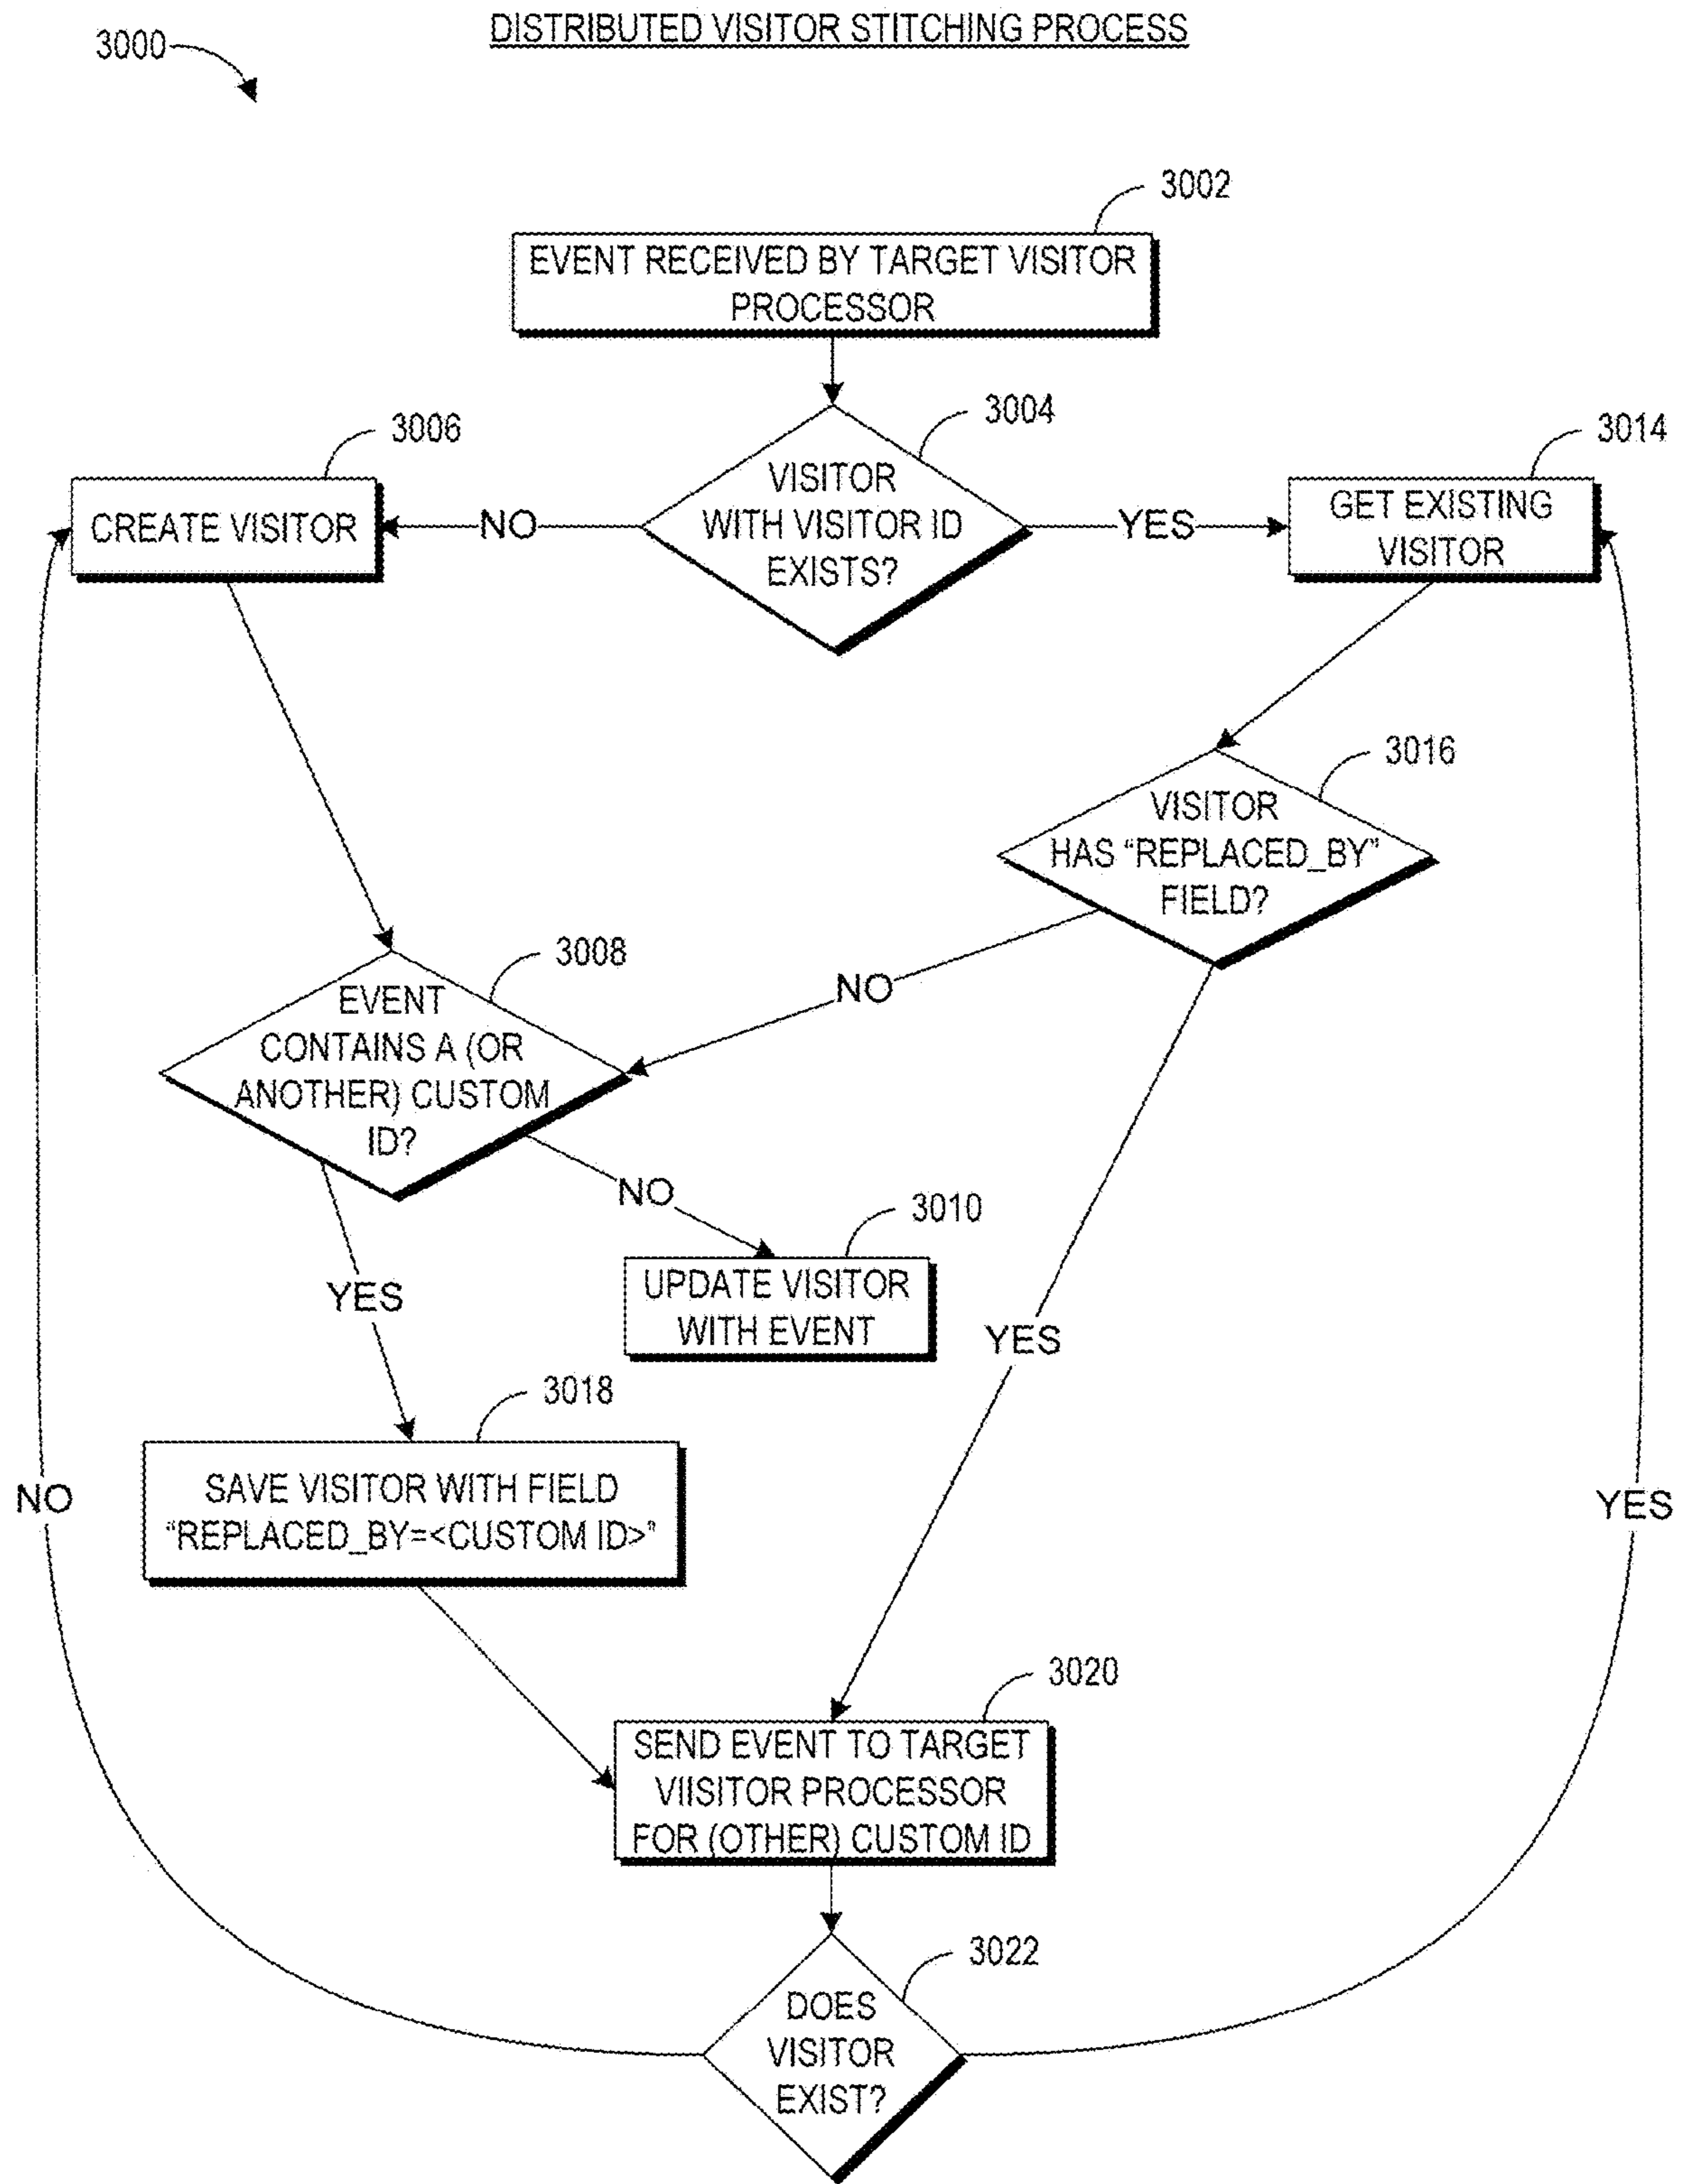 DISTRIBUTED VISITOR STITCHING PROCESS
3000
3002
EVENT RECEIVED BY TARGET VISITOR
PROCESSOR
3004
VISITOR
WITH VISITOR ID
EXISTS?
3006
CREATE VISITOR
NO
YES
3014
GET EXISTING
VISITOR
3016
VISITOR
HAS “REPLACED_BY”
FIELD?
NO
YES
3008
EVENT
CONTAINS A (OR
ANOTHER) CUSTOM
ID?
NO
YES
3010
UPDATE VISITOR
WITH EVENT
3018
SAVE VISITOR WITH FIELD
“REPLACED_BY=<CUSTOM ID>”
3020
SEND EVENT TO TARGET
VIISITOR PROCESSOR
FOR (OTHER) CUSTOM ID
3022
DOES
VISITOR
EXIST?
NO
YES